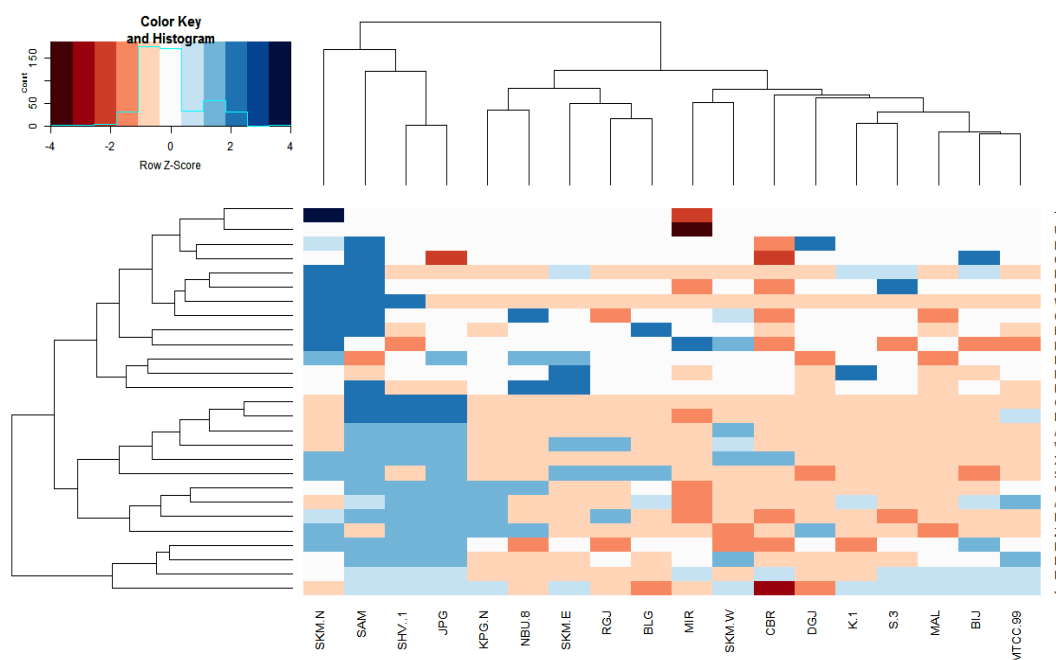 Color Key
and Histogram
Count
0 50 150
-4 -2 0 2 4
Row Z-Score
SKM.N SAM SHV..1 JPG KPG.N NBU.8 SKM.E RGJ BLG MIR SKM.W CBR DGJ K.1 S.3 MAL BIJ MTCC.99